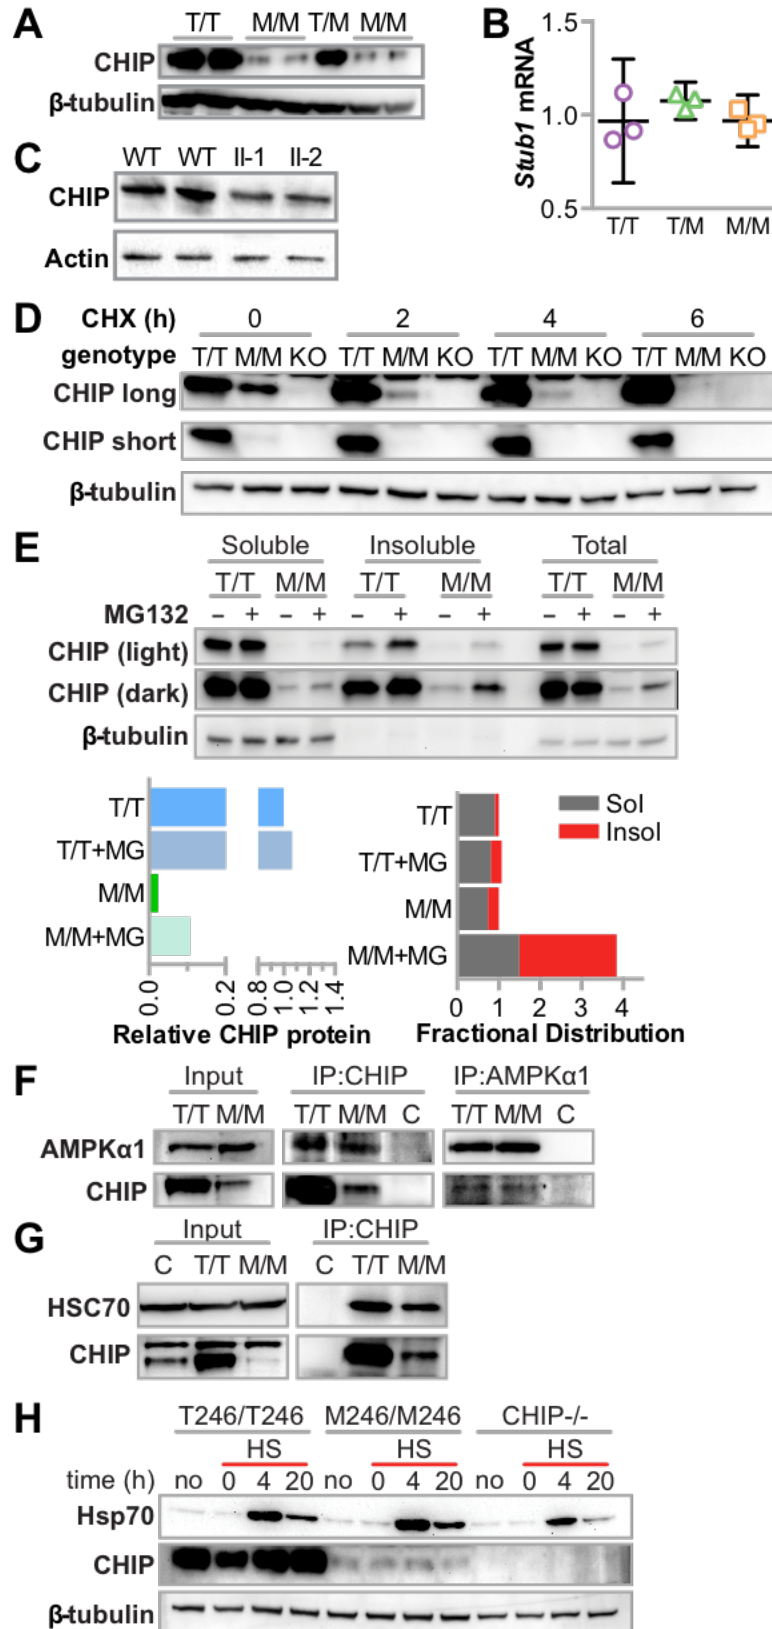 A
T/T M/M T/M M/M
CHIP
β-tubulin
B
Stub1 mRNA
1.5
1.0
0.5
T/T T/M M/M
C
WT WT II-1 II-2
CHIP
Actin
D
CHX (h) 0 2 4 6
genotype T/T M/M KO T/T M/M KO T/T M/M KO T/T M/M KO
CHIP long
CHIP short
β-tubulin
E
Soluble Insoluble Total
T/T M/M T/T M/M T/T M/M
MG132 – + – + – + – + – + – +
CHIP (light)
CHIP (dark)
β-tubulin
T/T
T/T+MG
M/M
M/M+MG
0.0 0.2 0.8 1.0 1.2 1.4
Relative CHIP protein
Sol
Insol
T/T
T/T+MG
M/M
M/M+MG
0 1 2 3 4
Fractional Distribution
F
Input IP:CHIP IP:AMPKα1
T/T M/M T/T M/M C T/T M/M C
AMPKα1
CHIP
G
Input IP:CHIP
C T/T M/M C T/T M/M
HSC70
CHIP
H
T246/T246 M246/M246 CHIP-/-
HS HS HS
time (h) no 0 4 20 no 0 4 20 no 0 4 20
Hsp70
CHIP
β-tubulin